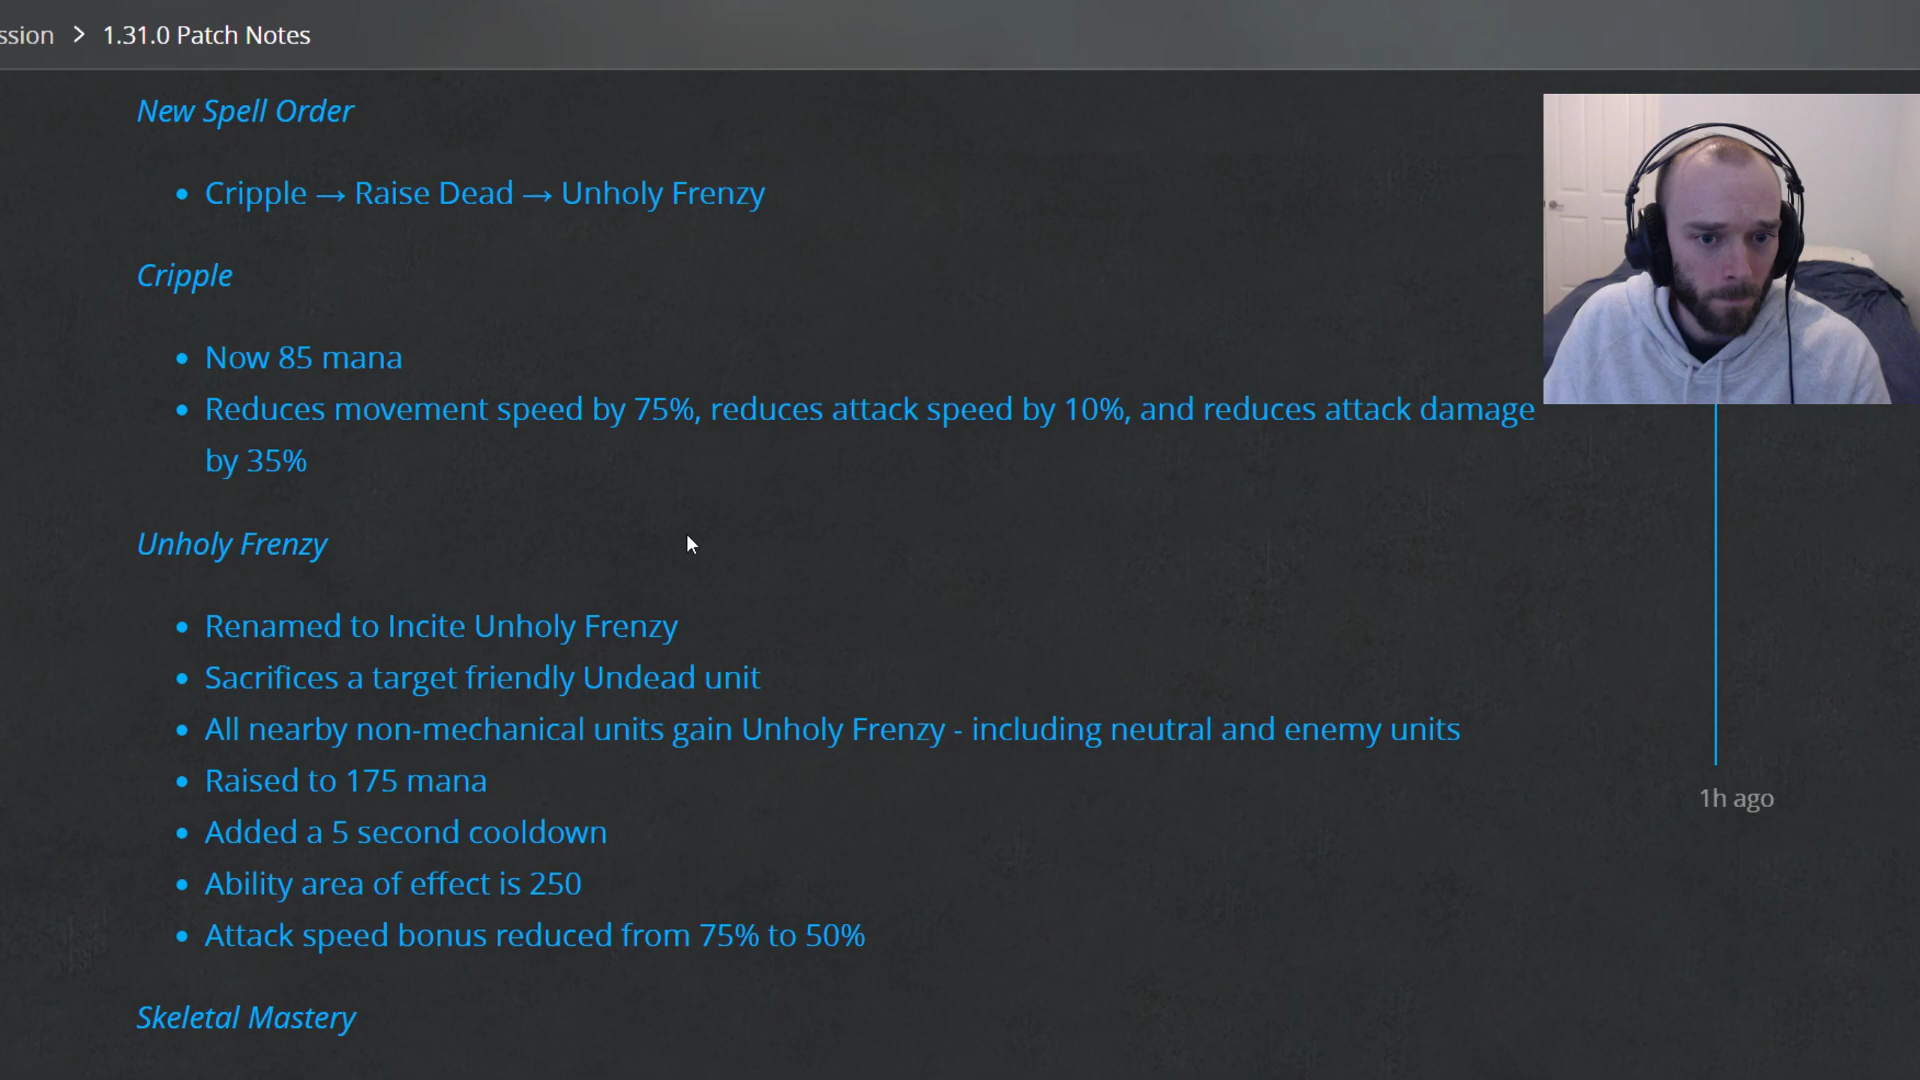 ssion > 1.31.0 Patch Notes
New Spell Order
• Cripple → Raise Dead → Unholy Frenzy
Cripple
• Now 85 mana
• Reduces movement speed by 75%, reduces attack speed by 10%, and reduces attack damage
by 35%
Unholy Frenzy
• Renamed to Incite Unholy Frenzy
• Sacrifices a target friendly Undead unit
• All nearby non-mechanical units gain Unholy Frenzy - including neutral and enemy units
• Raised to 175 mana
1h ago
• Added a 5 second cooldown
• Ability area of effect is 250
• Attack speed bonus reduced from 75% to 50%
Skeletal Mastery